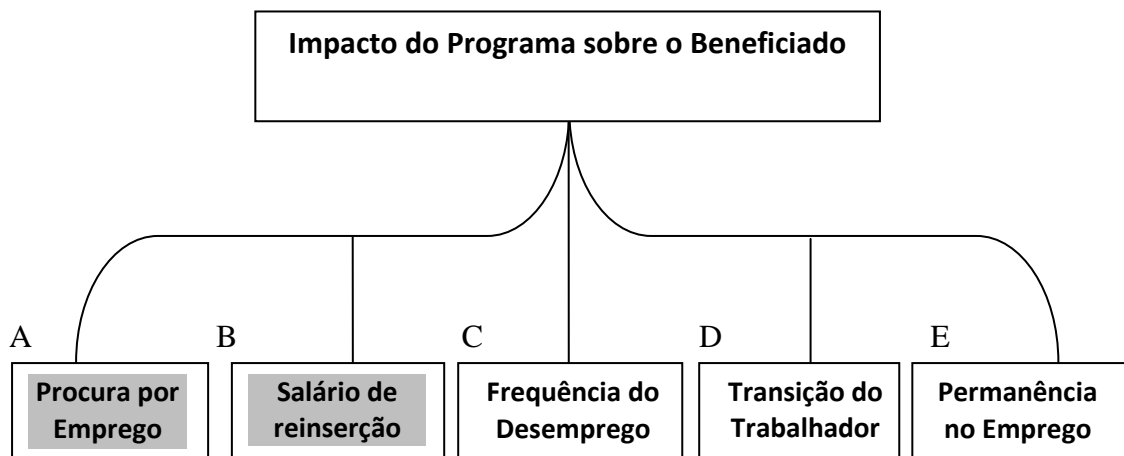 Impacto do Programa sobre o Beneficiado
A
B
C
D
E
Procura por
Emprego
Salário de
reinserção
Frequência do
Desemprego
Transição do
Trabalhador
Permanência
no Emprego